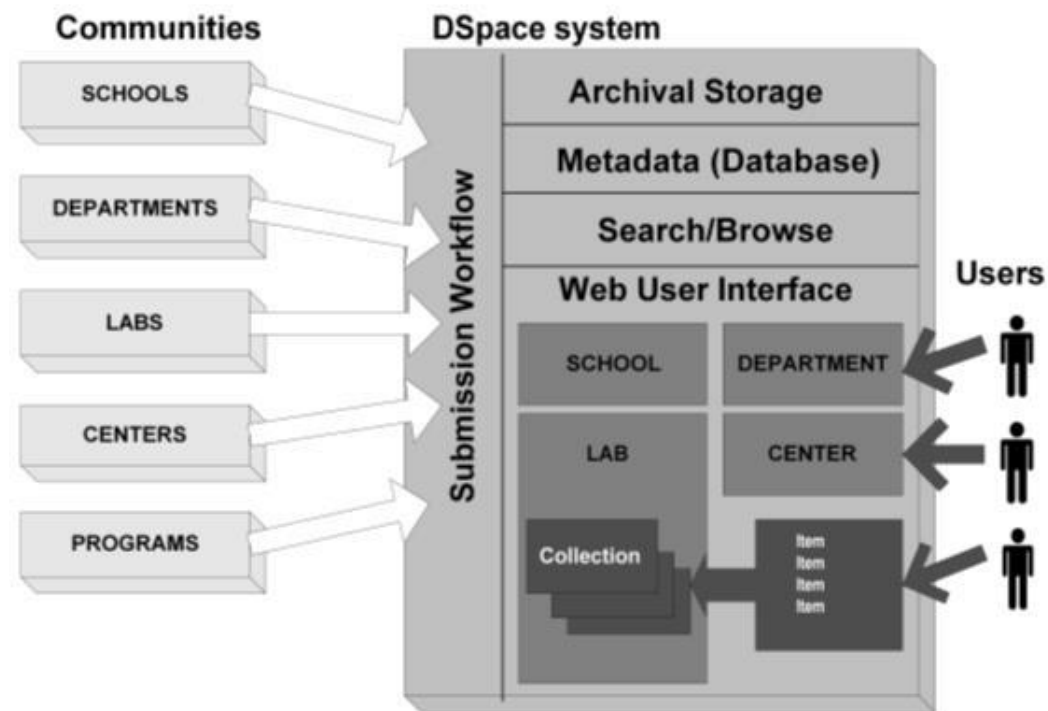 Communities
DSpace system
SCHOOLS
DEPARTMENTS
LABS
CENTERS
PROGRAMS
Submission Workflow
Archival Storage
Metadata (Database)
Search/Browse
Web User Interface
SCHOOL
DEPARTMENT
LAB
CENTER
Collection
Item
Item
Item
Item
Users